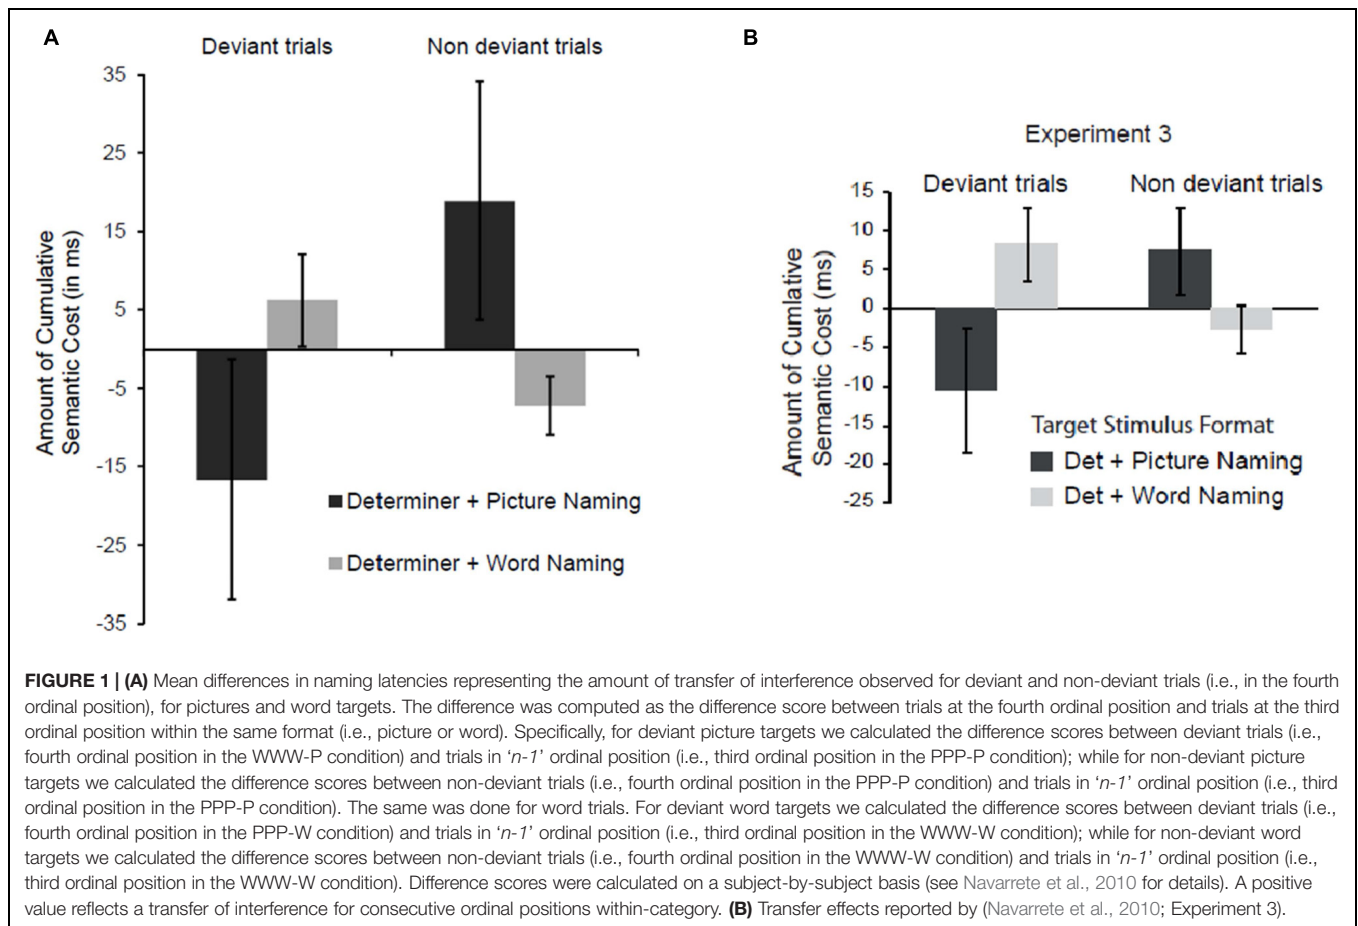 A
Deviant trials
Non deviant trials
35
25
15
5
-5
-15
-25
-35
Amount of Cumulative
Semantic Cost (in ms)
Determiner + Picture Naming
Determiner + Word Naming
B
Experiment 3
Deviant trials
Non deviant trials
15
10
5
0
-5
-10
-15
-20
-25
Amount of Cumlative
Semantic Cost (ms)
Target Stimulus Format
Det + Picture Naming
Det + Word Naming
FIGURE 1 | (A) Mean differences in naming latencies representing the amount of transfer of interference observed for deviant and non-deviant trials (i.e., in the fourth
ordinal position), for pictures and word targets. The difference was computed as the difference score between trials at the fourth ordinal position and trials at the third
ordinal position within the same format (i.e., picture or word). Specifically, for deviant picture targets we calculated the difference scores between deviant trials (i.e.,
fourth ordinal position in the WWW-P condition) and trials in ‘n-1’ ordinal position (i.e., third ordinal position in the PPP-P condition); while for non-deviant picture
targets we calculated the difference scores between non-deviant trials (i.e., fourth ordinal position in the PPP-P condition) and trials in ‘n-1’ ordinal position (i.e., third
ordinal position in the PPP-P condition). The same was done for word trials. For deviant word targets we calculated the difference scores between deviant trials (i.e.,
fourth ordinal position in the PPP-W condition) and trials in ‘n-1’ ordinal position (i.e., third ordinal position in the WWW-W condition); while for non-deviant word
targets we calculated the difference scores between non-deviant trials (i.e., fourth ordinal position in the WWW-W condition) and trials in ‘n-1’ ordinal position (i.e.,
third ordinal position in the WWW-W condition). Difference scores were calculated on a subject-by-subject basis (see Navarrete et al., 2010 for details). A positive
value reflects a transfer of interference for consecutive ordinal positions within-category. (B) Transfer effects reported by (Navarrete et al., 2010; Experiment 3).